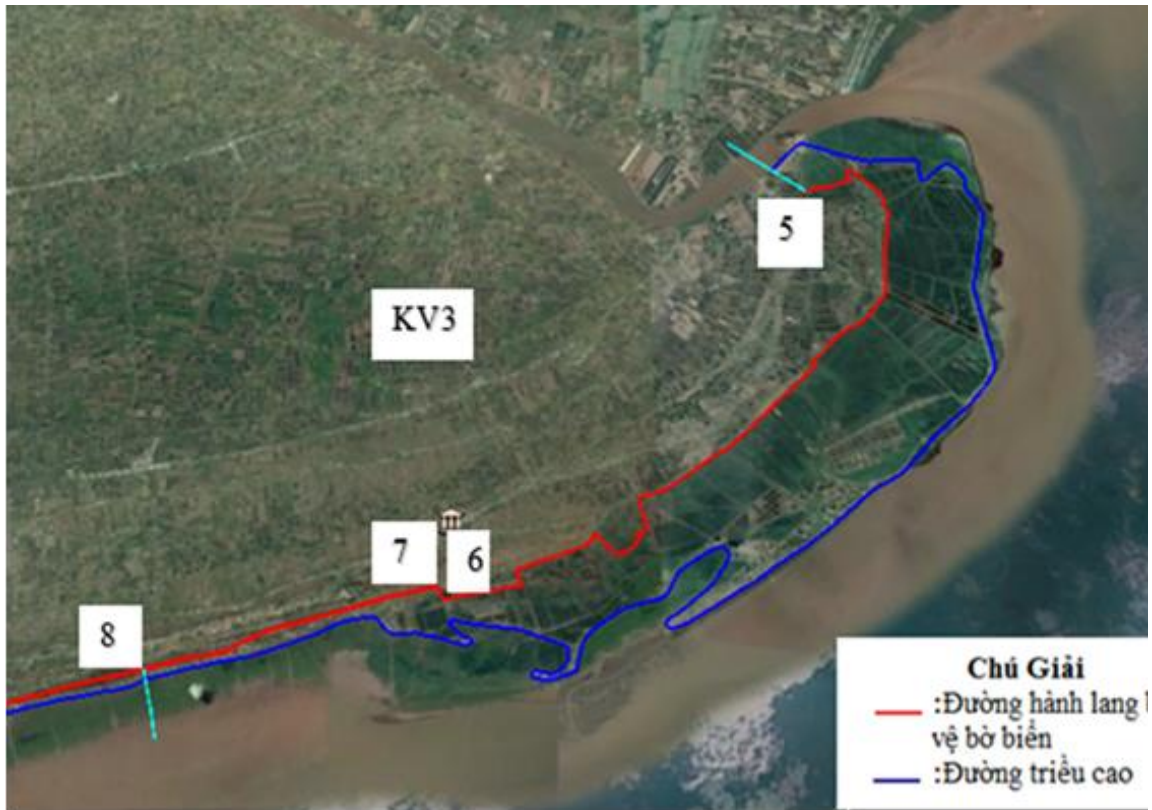 5
KV3
7
6
8
Chú Giải
:Đường hành lang
vệ bờ biển
:Đường triều cao